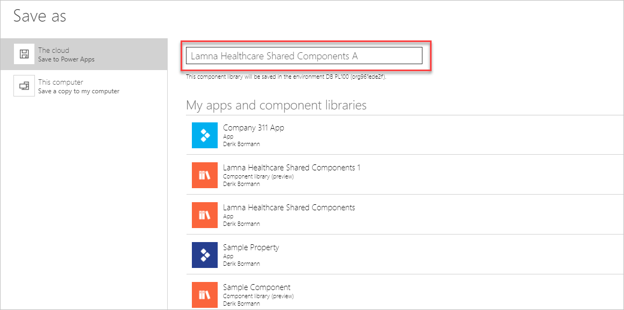 Save as
The cloud
Save to Power Apps
This computer
Save a copy to my computer
Lamna Healthcare Shared Components A
This component library will be saved in the environment DB PL100 (org961ede2f).
My apps and component libraries
Company 311 App
App
Derik Bormann
Lamna Healthcare Shared Components 1
Component library (preview)
Derik Bormann
Lamna Healthcare Shared Components
App
Derik Bormann
Sample Property
App
Derik Bormann
Sample Component
Component library (preview)
Derik Bormann